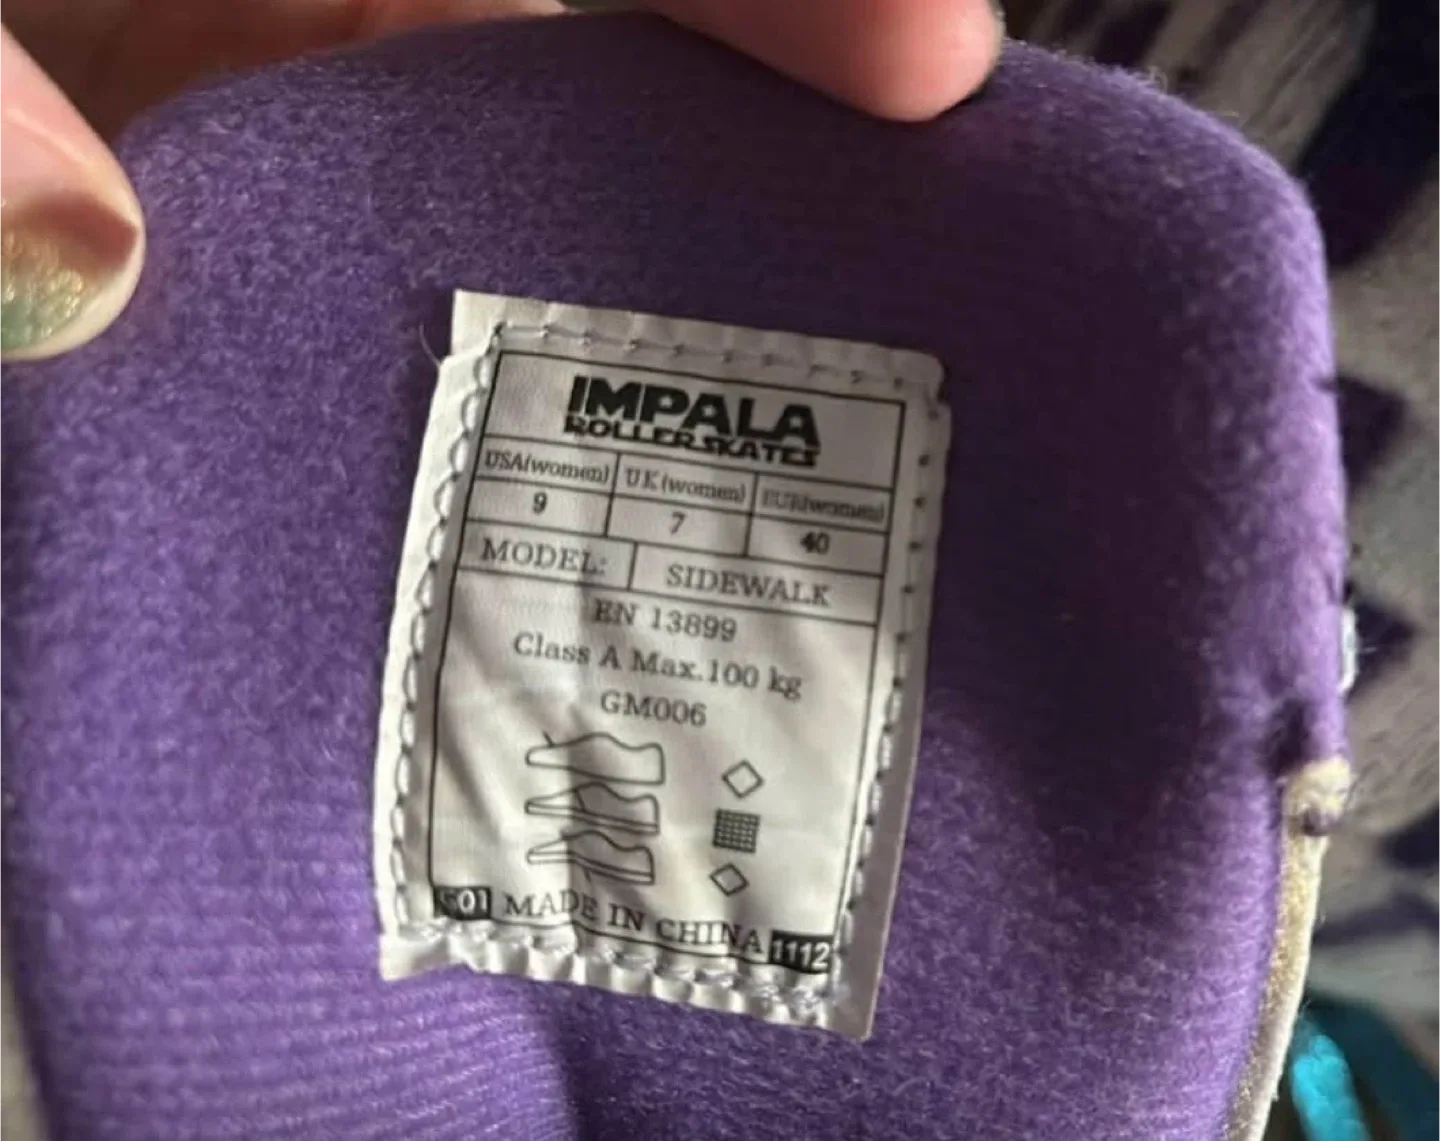 IMPALA
ROLLERSKATES
USA(women) UK(women) EUR(women)
9 7 40
MODEL: SIDEWALK
EN 13899
Class A Max.100 kg
GM006
MADE IN CHINA 1112